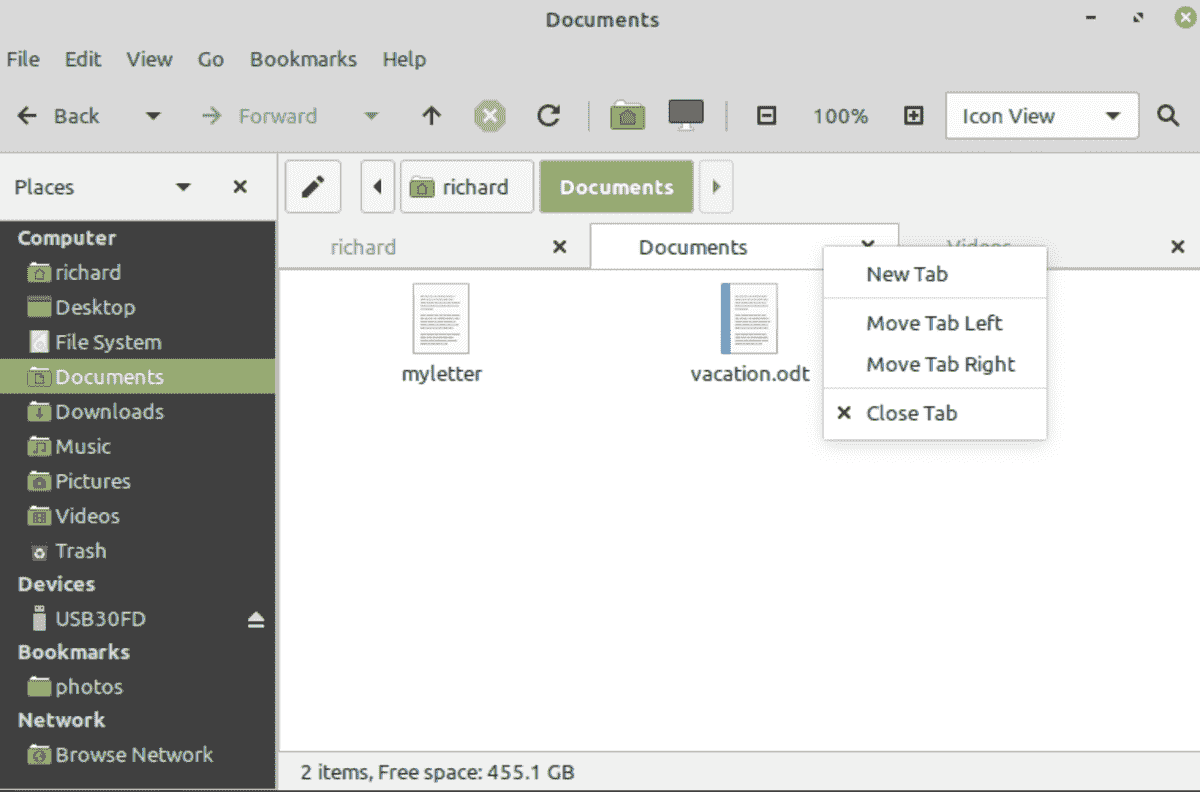 Documents
File Edit View Go Bookmarks Help
Back Forward 100% Icon View
Places
richard Documents
richard Documents Videos
Computer
richard
Desktop
File System
Documents
Downloads
Music
Pictures
Videos
Trash
Devices
USB30FD
Bookmarks
photos
Network
Browse Network
myletter vacation.odt
New Tab
Move Tab Left
Move Tab Right
Close Tab
2 items, Free space: 455.1 GB